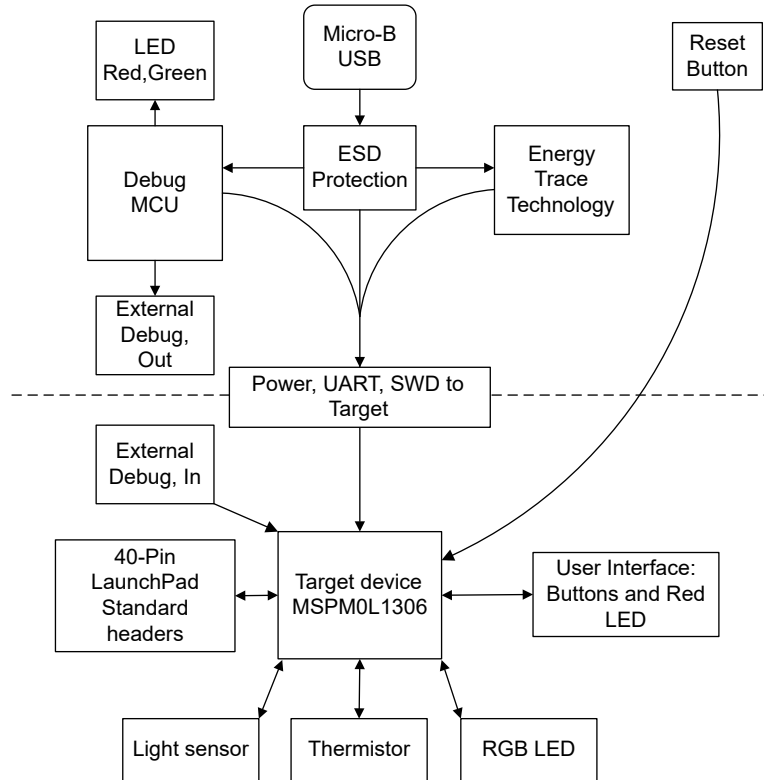 LED
Red,Green
Micro-B
USB
Reset
Button
Debug
MCU
ESD
Protection
Energy
Trace
Technology
External
Debug,
Out
Power, UART, SWD to
Target
External
Debug, In
40-Pin
LaunchPad
Standard
headers
Target device
MSPM0L1306
User Interface:
Buttons and Red
LED
Light sensor
Thermistor
RGB LED